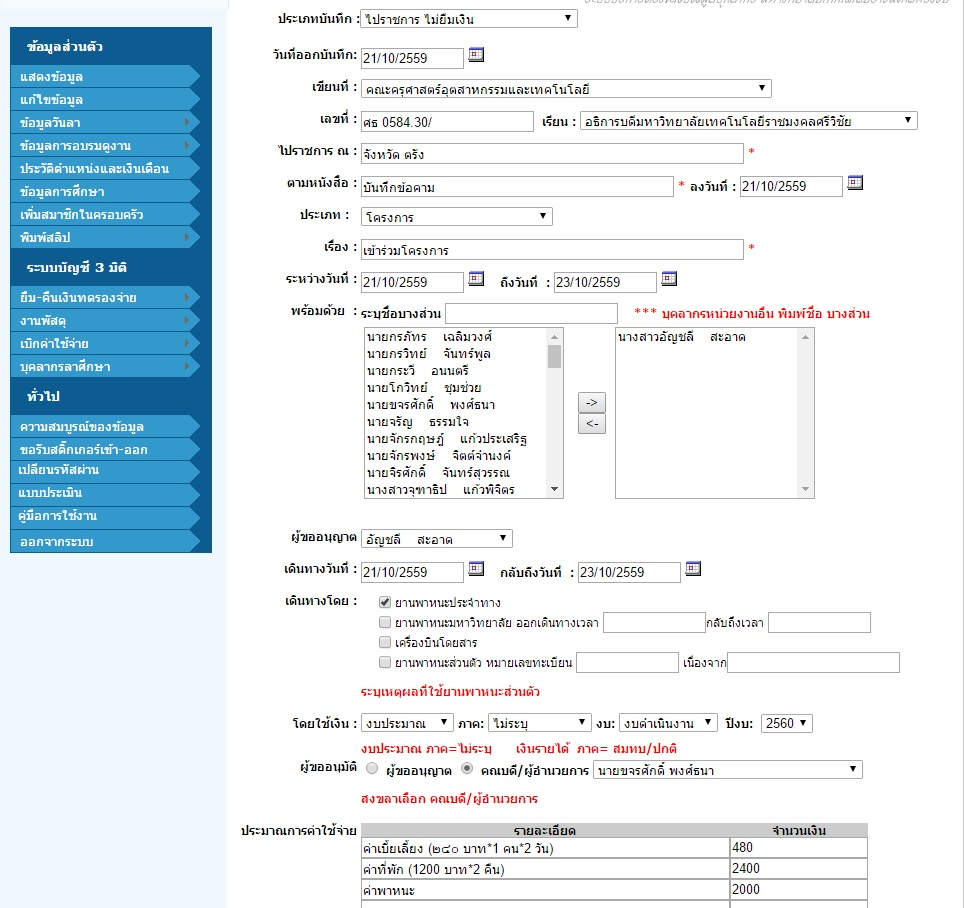 ประเภทบันทึก : ไปราชการ ไม่ยืมเงิน
ข้อมูลส่วนตัว
แสดงข้อมูล
แก้ไขข้อมูล
ข้อมูลวันลา
ข้อมูลการอบรมดูงาน
ประวัติตำแหน่งและเงินเดือน
ข้อมูลการศึกษา
เพิ่มสมาชิกในครอบครัว
พิมพ์สลิป
ระบบบัญชี 3 มิติ
ยืม-คืนเงินทดรองจ่าย
งานพัสดุ
เบิกค่าใช้จ่าย
บุคลากรลาศึกษา
ทั่วไป
ความสมบูรณ์ของข้อมูล
ขอรับสติ๊กเกอร์เข้า-ออก
เปลี่ยนรหัสผ่าน
แบบประเมิน
คู่มือการใช้งาน
ออกจากระบบ
วันที่ออกบันทึก: 21/10/2559
เขียนที่ : คณะครุศาสตร์อุตสาหกรรมและเทคโนโลยี
เลขที่ : ศธ 0584.30/ เรียน : อธิการบดีมหาวิทยาลัยเทคโนโลยีราชมงคลศรีวิชัย
ไปราชการ ณ : จังหวัด ตรัง *
ตามหนังสือ : บันทึกข้อคาม * ลงวันที่ : 21/10/2559
ประเภท : โครงการ
เรื่อง : เข้าร่วมโครงการ *
ระหว่างวันที่ : 21/10/2559 ถึงวันที่ : 23/10/2559
พร้อมด้วย : ระบุชื่อบางส่วน *** บุคลากรหน่วยงานอื่น พิมพ์ชื่อ บางส่วน
นายกรภัทร เฉลิมวงศ์
นายกรวิทย์ จันทร์พูล
นายกระวี อนนตรี
นายโกวิทย์ ชุมช่วย
นายขจรศักดิ์ พงศ์ธนา
นายจรัญ ธรรมใจ
นายจักรกฤษฎ์ แก้วประเสริฐ
นายจักรพงษ์ จิตต์จำนงค์
นายจิรศักดิ์ จันทร์สุวรรณ
นางสาวจุฑาธิป แก้วพิจิตร
->
<-
นางสาวอัญชลี สะอาด
ผู้ขออนุญาต อัญชลี สะอาด
เดินทางวันที่ : 21/10/2559 กลับถึงวันที่ : 23/10/2559
เดินทางโดย : ยานพาหนะประจำทาง
ยานพาหนะมหาวิทยาลัย ออกเดินทางเวลา กลับถึงเวลา
เครื่องบินโดยสาร
ยานพาหนะส่วนตัว หมายเลขทะเบียน เนื่องจาก
ระบุเหตุผลที่ใช้ยานพาหนะส่วนตัว
โดยใช้เงิน : งบประมาณ ภาค: ไม่ระบุ งบ: งบดำเนินงาน ปีงบ: 2560
งบประมาณ ภาค=ไม่ระบุ เงินรายได้ ภาค= สมทบ/ปกติ
ผู้ขออนุมัติ ผู้ขออนุญาต คณบดี/ผู้อำนวยการ นายขจรศักดิ์ พงศ์ธนา
สงขลาเลือก คณบดี/ผู้อำนวยการ
ประมาณการค่าใช้จ่าย รายละเอียด จำนวนเงิน
ค่าเบี้ยเลี้ยง (๒๔๐ บาท*1 คน*2 วัน) 480
ค่าที่พัก (1200 บาท*2 คืน) 2400
ค่าพาหนะ 2000